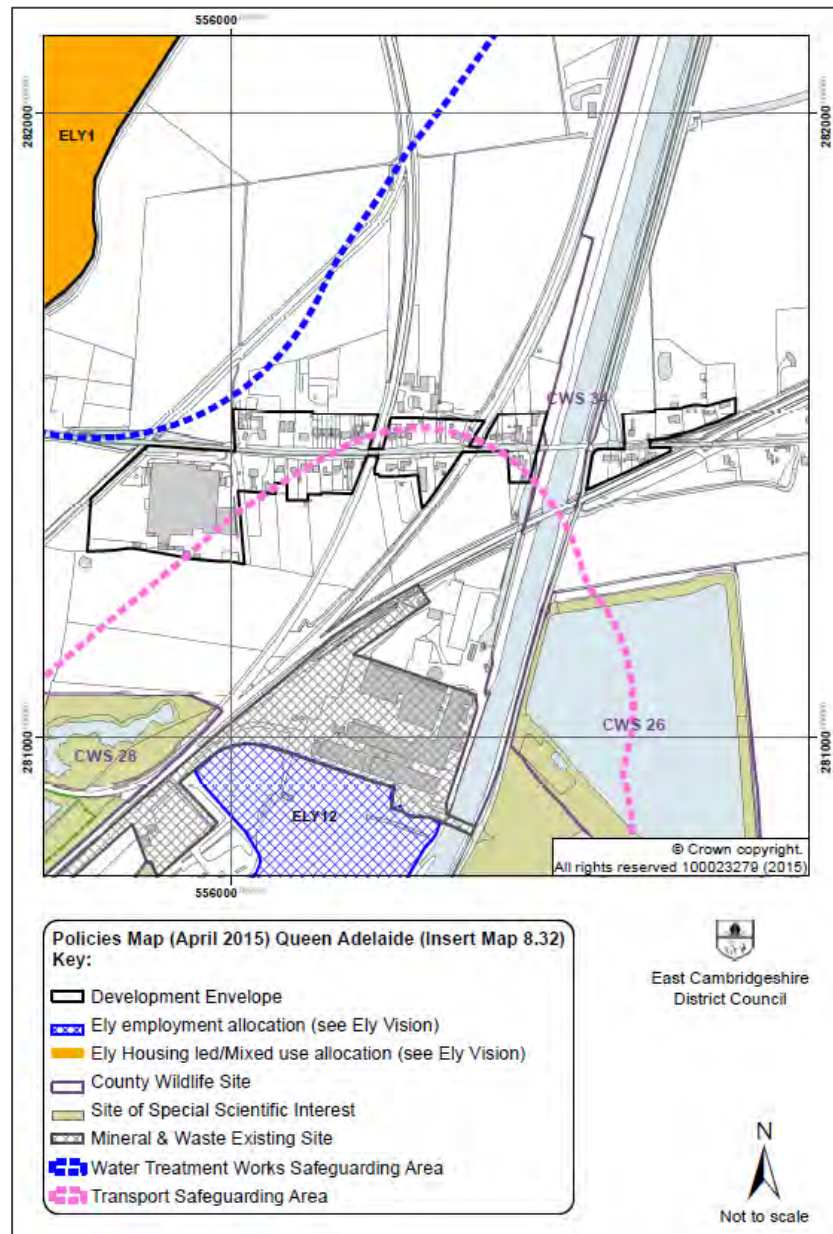 556000
282000
282000
ELY1
CWS 34
CWS 26
CWS 28
281000
281000
ELY12
© Crown copyright.
All rights reserved 100023279 (2015)
556000
Policies Map (April 2015) Queen Adelaide (Insert Map 8.32)
Key:
Development Envelope
Ely employment allocation (see Ely Vision)
Ely Housing led/Mixed use allocation (see Ely Vision)
County Wildlife Site
Site of Special Scientific Interest
Mineral & Waste Existing Site
Water Treatment Works Safeguarding Area
Transport Safeguarding Area
East Cambridgeshire
District Council
N
Not to scale